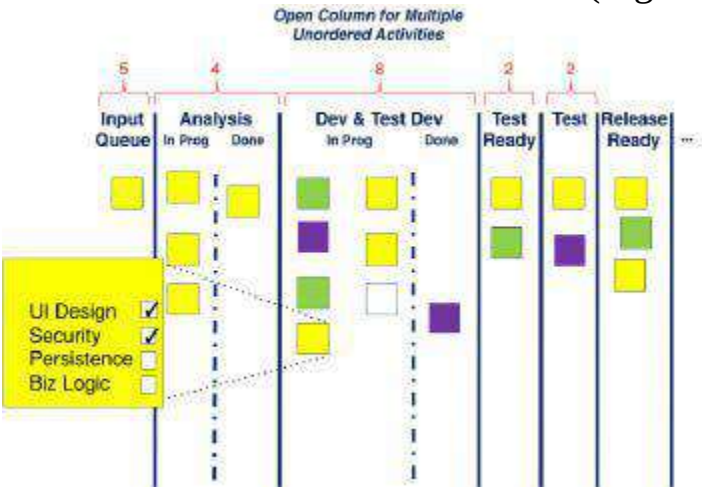 Open Column for Multiple
Unordered Activities
5 4 8 2 2
Input Analysis Dev & Test Dev Test Test Release
Queue In Prog Done In Prog Done Ready Ready ...
UI Design
Security
Persistence
Biz Logic